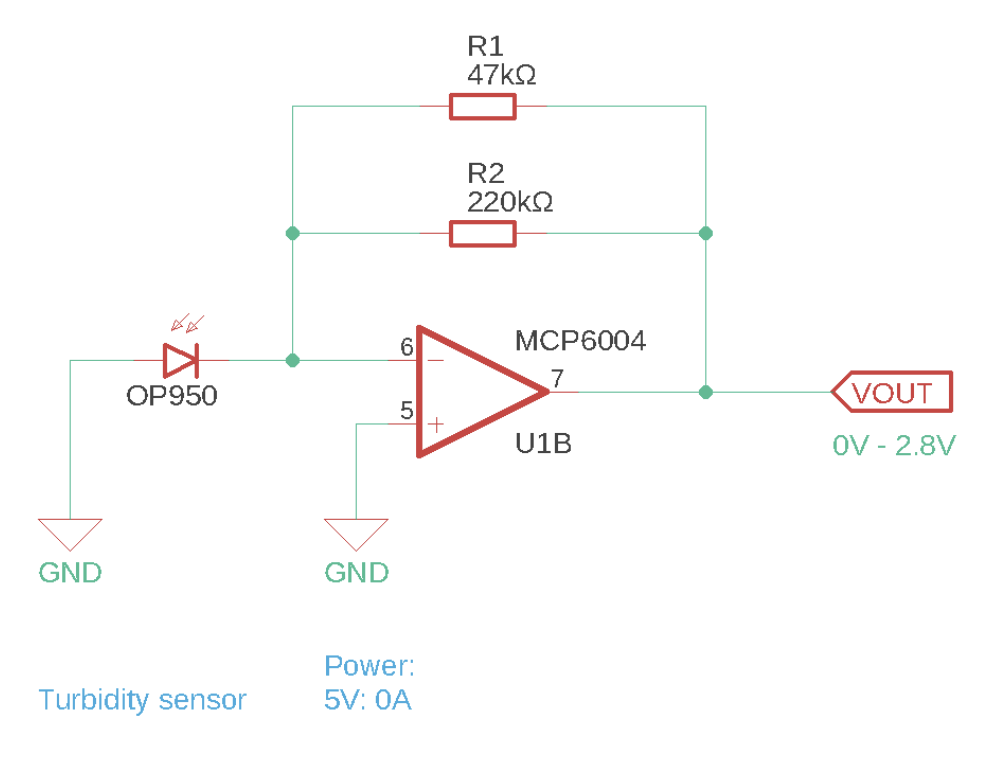 R1
47kΩ
R2
220kΩ
OP950
6
5
7
MCP6004
U1B
VOUT
0V - 2.8V
GND
GND
Turbidity sensor
Power:
5V: 0A